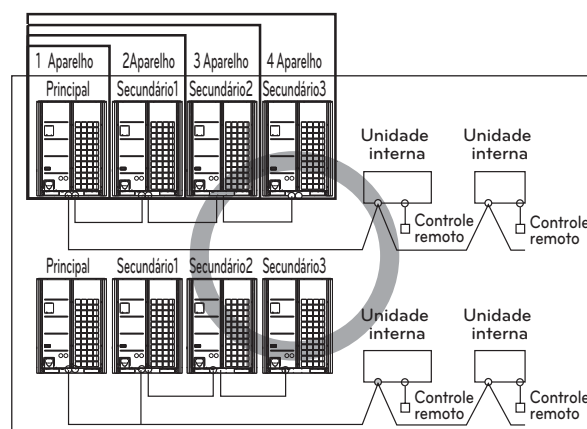 1 Aparelho 2Aparelho 3 Aparelho 4 Aparelho
Principal Secundário1 Secundário2 Secundário3
Unidade interna
Unidade interna
Controle remoto
Controle remoto
Principal Secundário1 Secundário2 Secundário3
Unidade interna
Unidade interna
Controle remoto
Controle remoto